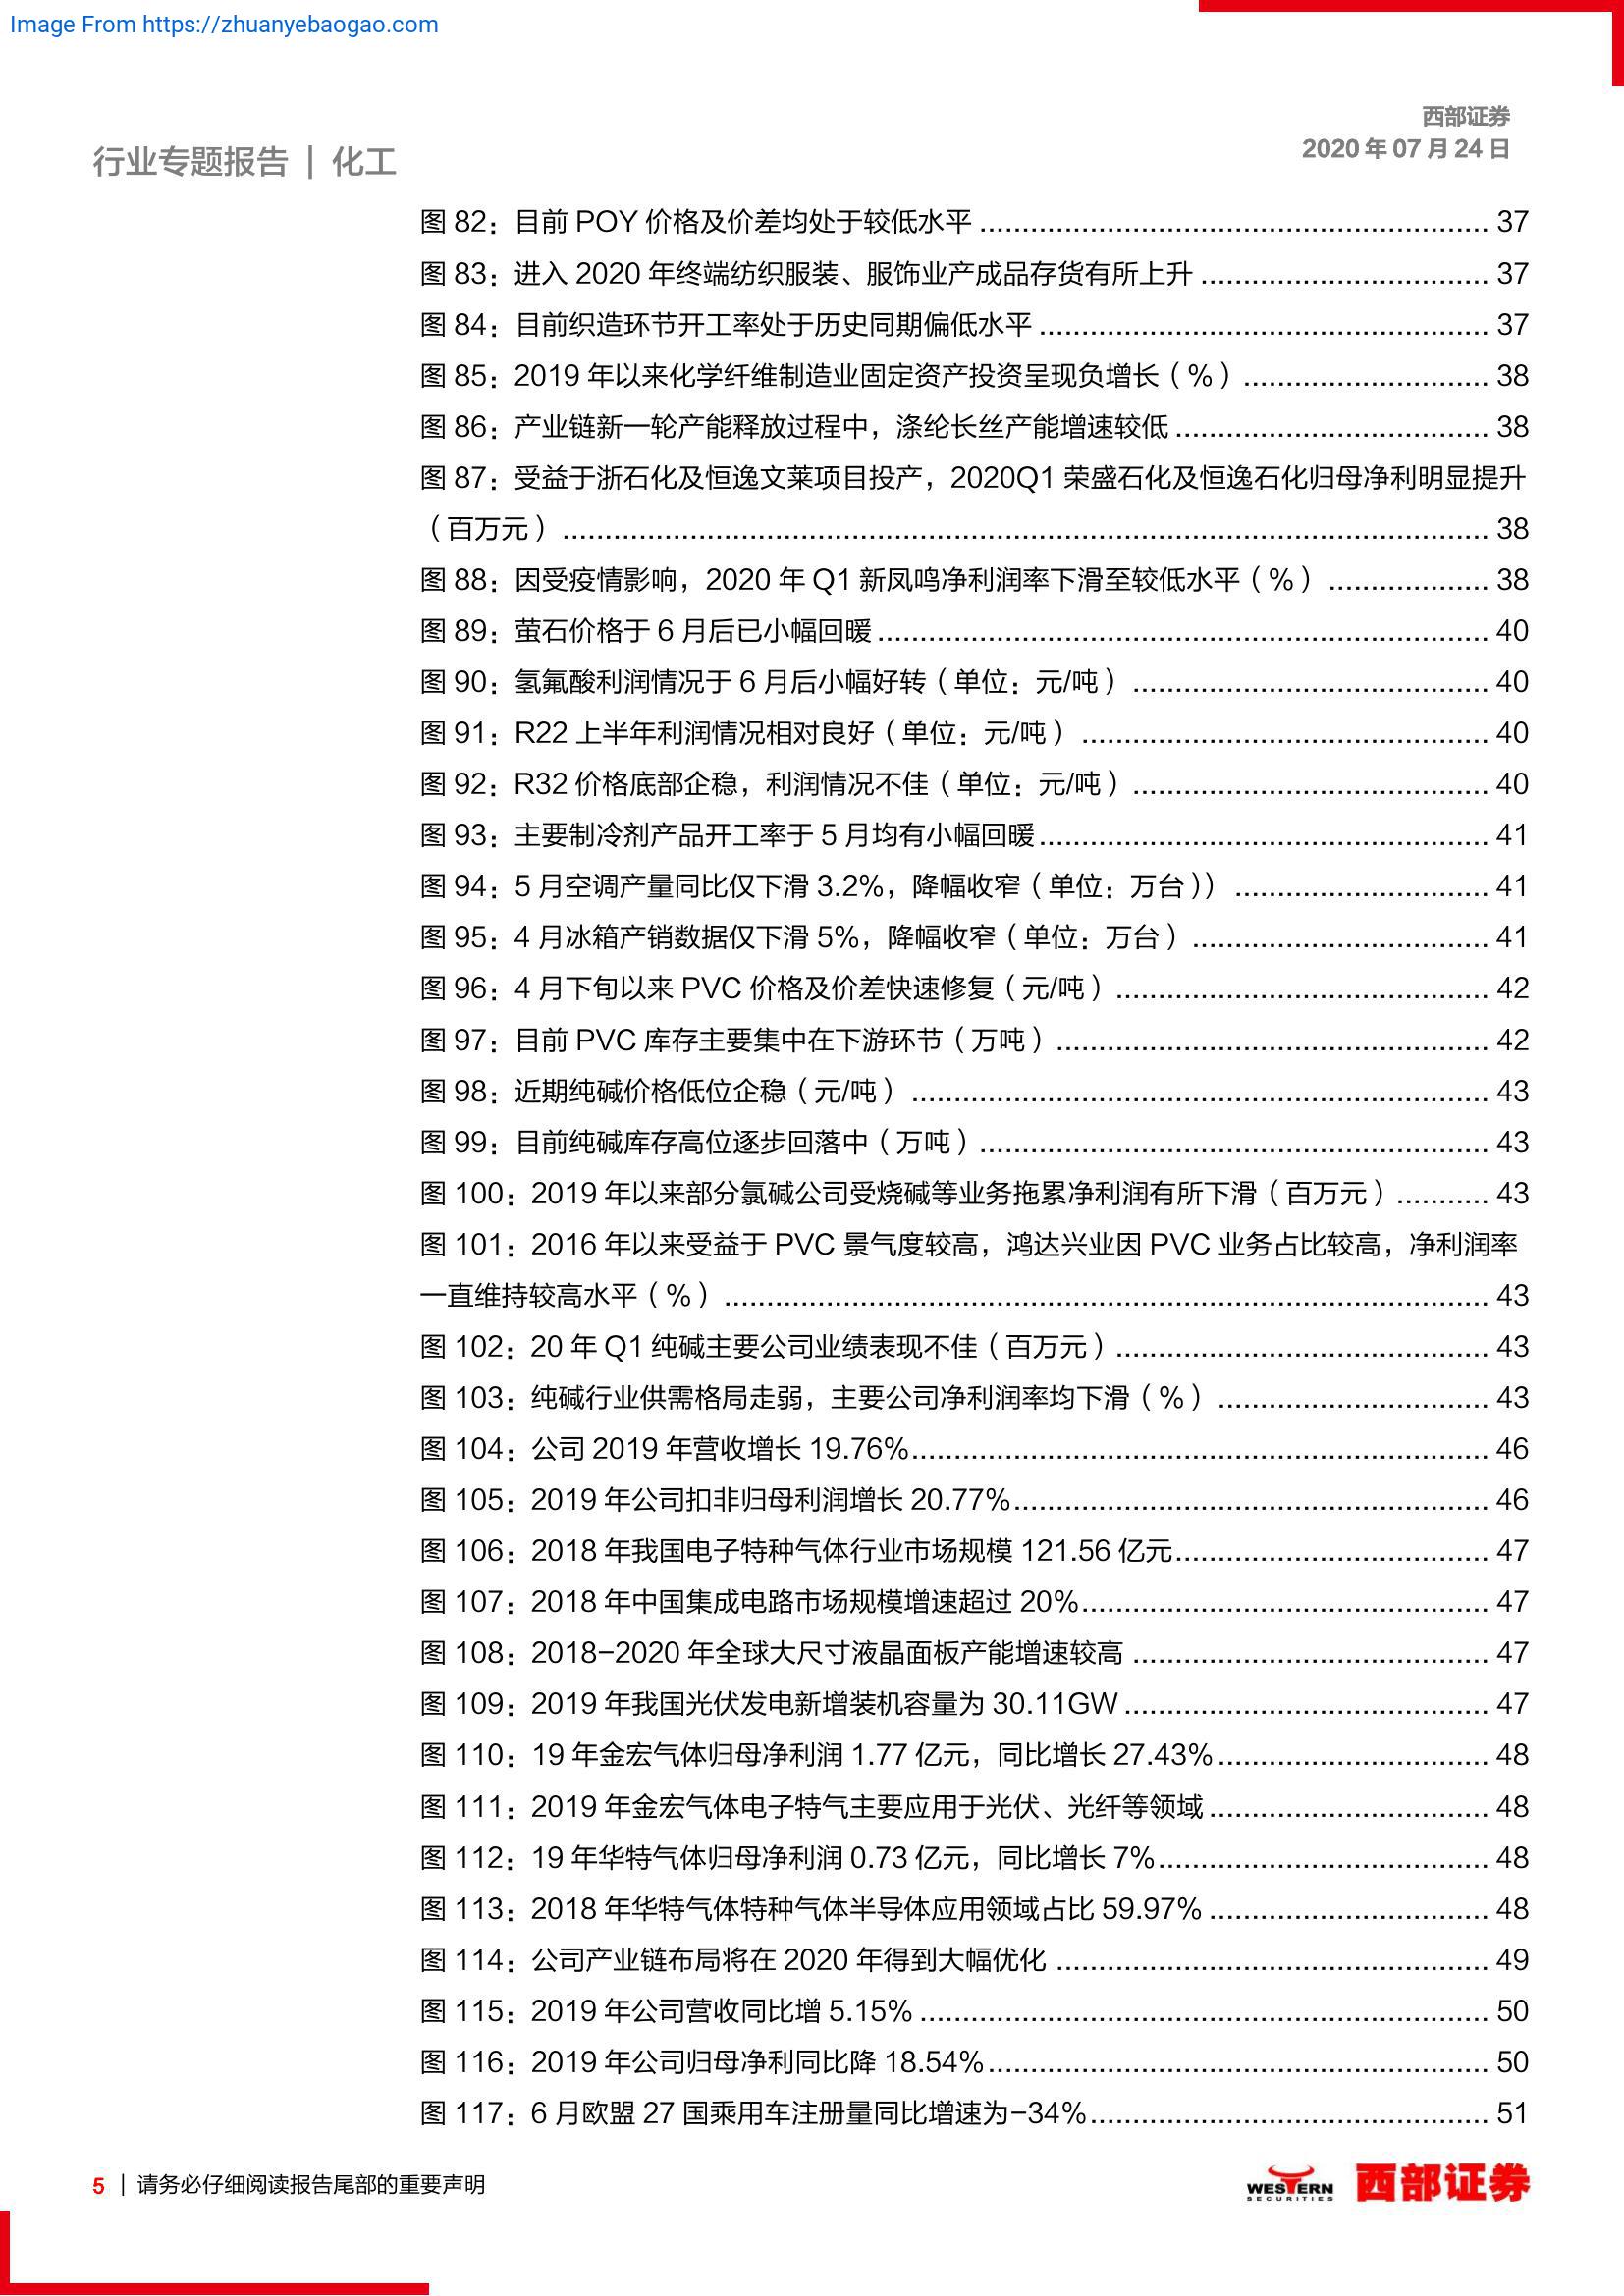 Image From https://zhuanyebaogao.com
西部证券
2020 年 07 月 24 日
行业专题报告 | 化工
图 82：目前 POY 价格及价差均处于较低水平 ............................................................ 37
图 83：进入 2020 年终端纺织服装、服饰业产成品存货有所上升 .................................. 37
图 84：目前织造环节开工率处于历史同期偏低水平 ..................................................... 37
图 85：2019 年以来化学纤维制造业固定资产投资呈现负增长（%）............................. 38
图 86：产业链新一轮产能释放过程中，涤纶长丝产能增速较低 ..................................... 38
图 87：受益于浙石化及恒逸文莱项目投产，2020Q1 荣盛石化及恒逸石化归母净利明显提升
（百万元）............................................................................................................. 38
图 88：因受疫情影响，2020 年 Q1 新凤鸣净利润率下滑至较低水平（%） ................... 38
图 89：萤石价格于 6 月后已小幅回暖 ........................................................................ 40
图 90：氢氟酸利润情况于 6 月后小幅好转（单位：元/吨） .......................................... 40
图 91：R22 上半年利润情况相对良好（单位：元/吨） ................................................ 40
图 92：R32 价格底部企稳，利润情况不佳（单位：元/吨） .......................................... 40
图 93：主要制冷剂产品开工率于 5 月均有小幅回暖 ..................................................... 41
图 94：5 月空调产量同比仅下滑 3.2%，降幅收窄（单位：万台）） .............................. 41
图 95：4 月冰箱产销数据仅下滑 5%，降幅收窄（单位：万台） ................................... 41
图 96：4 月下旬以来 PVC 价格及价差快速修复（元/吨） ............................................ 42
图 97：目前 PVC 库存主要集中在下游环节（万吨） ................................................... 42
图 98：近期纯碱价格低位企稳（元/吨） .................................................................... 43
图 99：目前纯碱库存高位逐步回落中（万吨） ............................................................ 43
图 100：2019 年以来部分氯碱公司受烧碱等业务拖累净利润有所下滑（百万元） ........... 43
图 101：2016 年以来受益于 PVC 景气度较高，鸿达兴业因 PVC 业务占比较高，净利润率
一直维持较高水平（%） .......................................................................................... 43
图 102：20 年 Q1 纯碱主要公司业绩表现不佳（百万元） ............................................ 43
图 103：纯碱行业供需格局走弱，主要公司净利润率均下滑（%） ................................ 43
图 104：公司 2019 年营收增长 19.76% .................................................................... 46
图 105：2019 年公司扣非归母利润增长 20.77% ........................................................ 46
图 106：2018 年我国电子特种气体行业市场规模 121.56 亿元 ..................................... 47
图 107：2018 年中国集成电路市场规模增速超过 20% ................................................ 47
图 108：2018-2020 年全球大尺寸液晶面板产能增速较高 .......................................... 47
图 109：2019 年我国光伏发电新增装机容量为 30.11GW ........................................... 47
图 110：19 年金宏气体归母净利润 1.77 亿元，同比增长 27.43% ................................ 48
图 111：2019 年金宏气体电子特气主要应用于光伏、光纤等领域 ................................. 48
图 112：19 年华特气体归母净利润 0.73 亿元，同比增长 7% ....................................... 48
图 113：2018 年华特气体特种气体半导体应用领域占比 59.97% ................................. 48
图 114：公司产业链布局将在 2020 年得到大幅优化 ................................................... 49
图 115：2019 年公司营收同比增 5.15% ................................................................... 50
图 116：2019 年公司归母净利同比降 18.54% ........................................................... 50
图 117：6 月欧盟 27 国乘用车注册量同比增速为-34% ............................................... 51
5 | 请务必仔细阅读报告尾部的重要声明
WESTERN
SECURITIES
西部证券